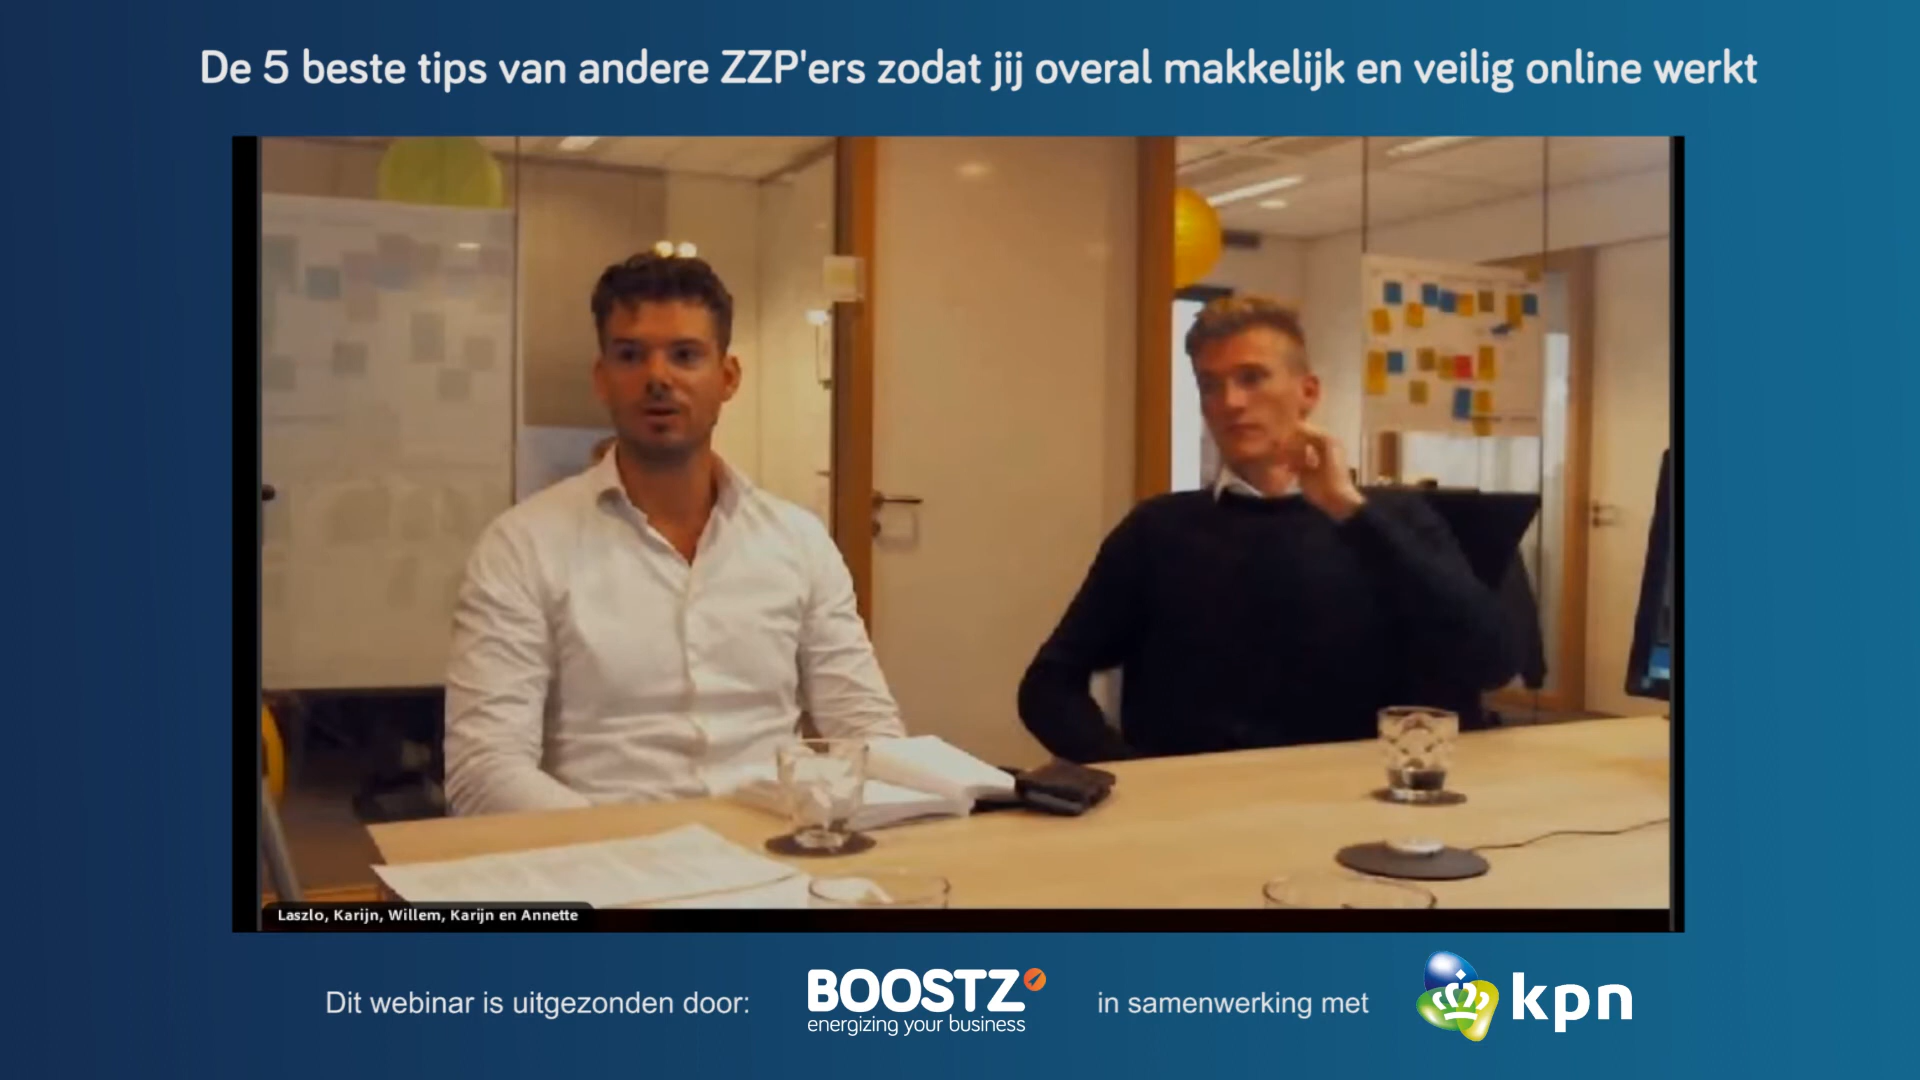 De 5 beste tips van andere ZZP'ers zodat jij overal makkelijk en veilig online werkt
Laszlo, Karijn, Willem, Karijn en Annette
Dit webinar is uitgezonden door:
BOOSTZ
energizing your business
in samenwerking met
kpn